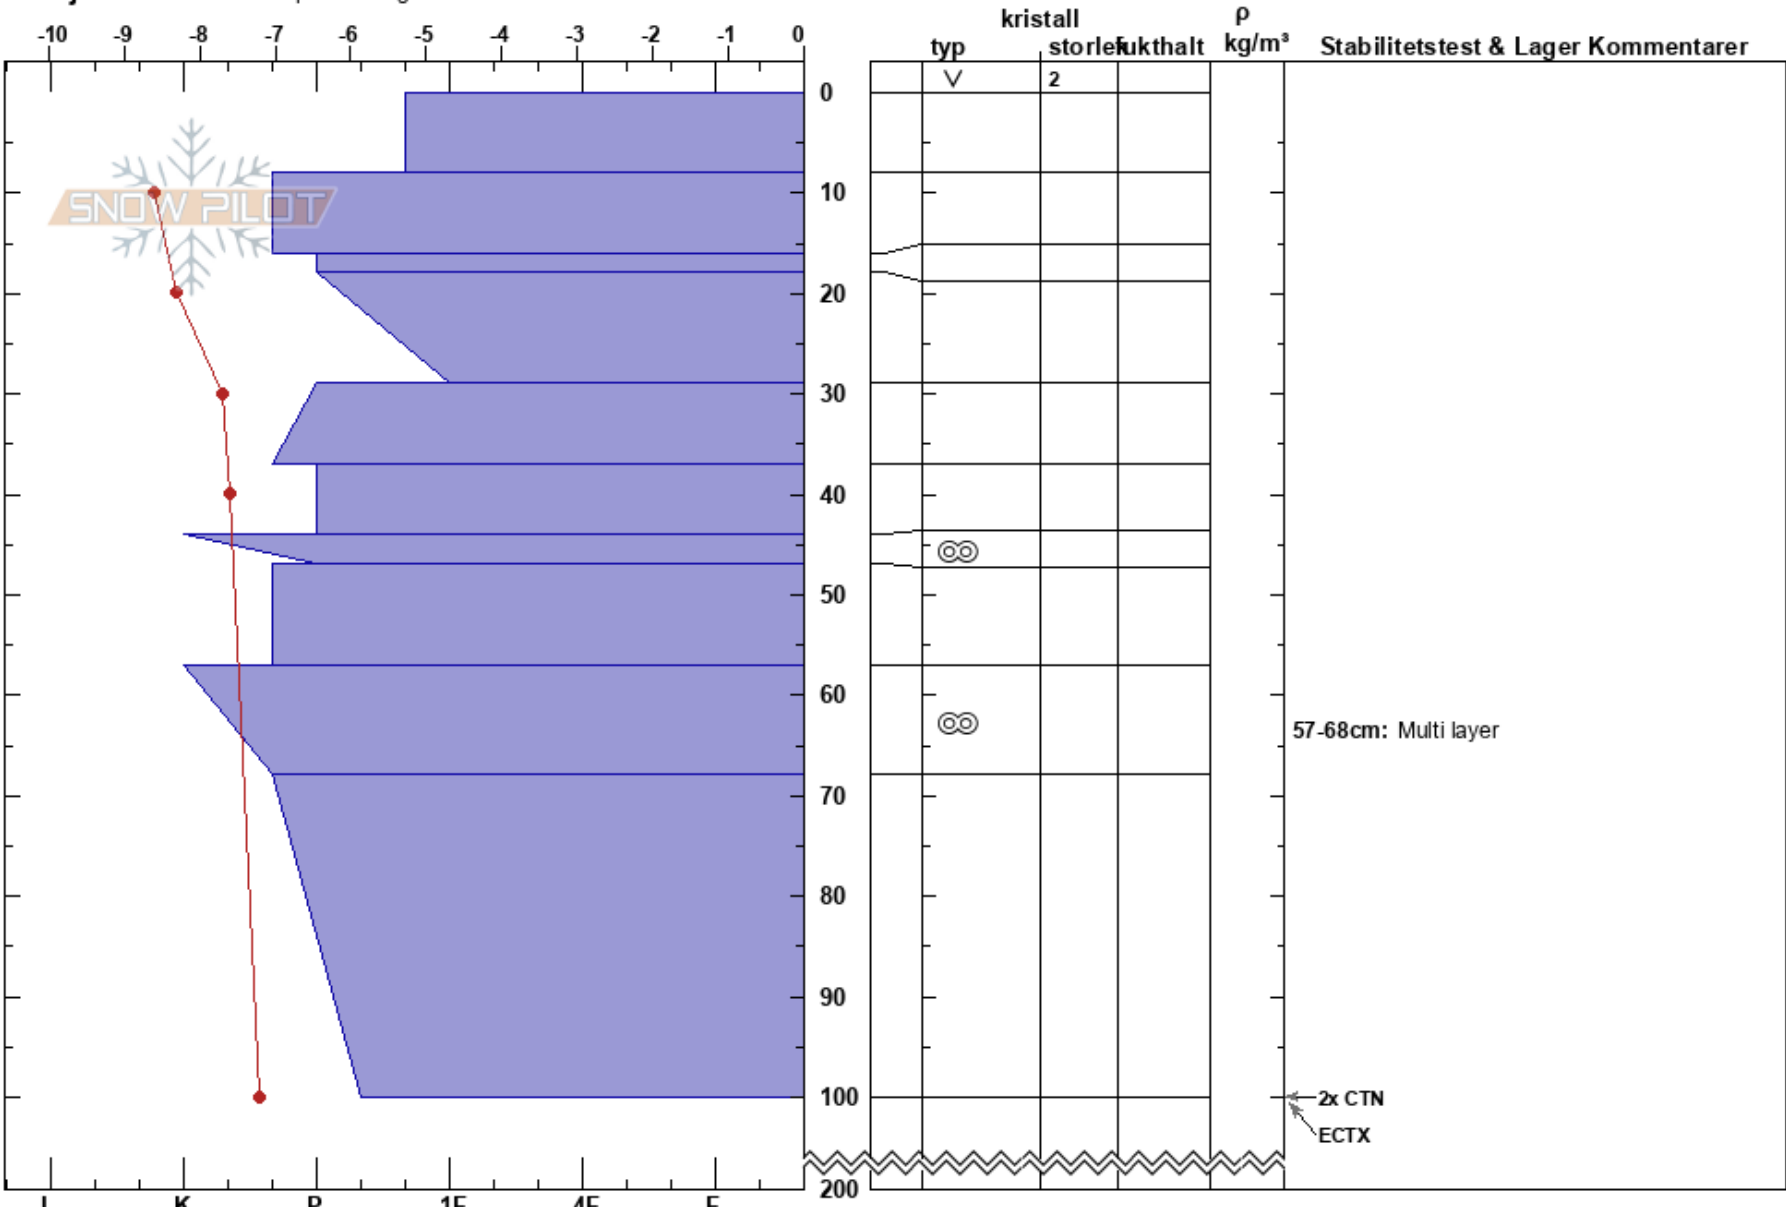 -10 -9 -8 -7 -6 -5 -4 -3 -2 -1 0
kristall ρ
typ storlek fukthalt kg/m³ Stabilitetstest & Lager Kommentarer
2
0
SNOW PILOT
10
20
30
40
50
60
57-68cm: Multi layer
70
80
90
100
2x CTN
ECTX
200
I K P 1F 4F F